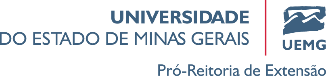 UNIVERSIDADE
DO ESTADO DE MINAS GERAIS
UEMG
Pró-Reitoria de Extensão